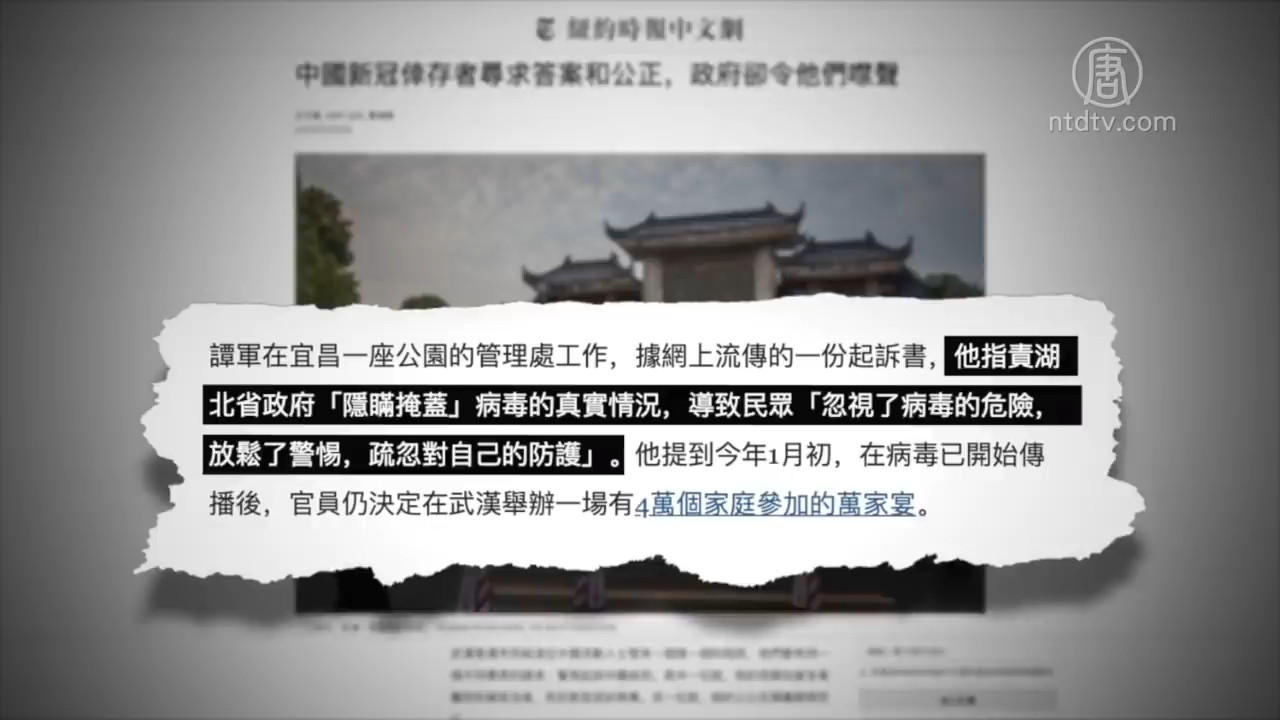 紐約時報中文網
中國新冠倖存者尋求答案和公正，政府卻令他們噤聲
唐
ntdtv.com
譚軍在宜昌一座公園的管理處工作，據網上流傳的一份起訴書，他指責湖
北省政府「隱瞞掩蓋」病毒的真實情況，導致民眾「忽視了病毒的危險，
放鬆了警惕，疏忽對自己的防護」。他提到今年1月初，在病毒已開始傳
播後，官員仍決定在武漢舉辦一場有4萬個家庭參加的萬家宴。